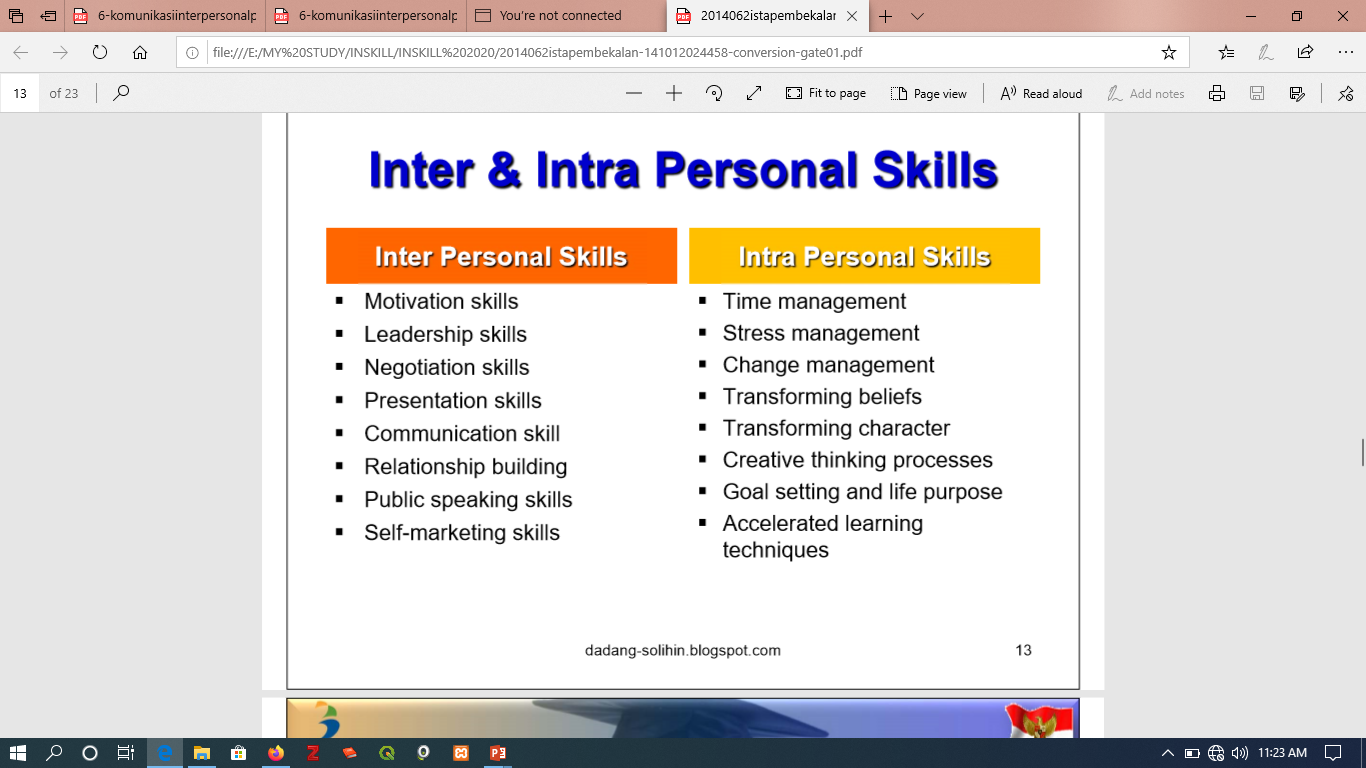 6-komunikasiinterpersonalp
6-komunikasiinterpersonalp
You're not connected
2014062istapembekalan
file:///E:/MY%20STUDY/INSKILL/INSKILL%202020/2014062istapembekalan-141012024458-conversion-gate01.pdf
13 of 23
Fit to page
Page view
Read aloud
Add notes
Inter & Intra Personal Skills
Inter Personal Skills
Motivation skills
Leadership skills
Negotiation skills
Presentation skills
Communication skill
Relationship building
Public speaking skills
Self-marketing skills
Intra Personal Skills
Time management
Stress management
Change management
Transforming beliefs
Transforming character
Creative thinking processes
Goal setting and life purpose
Accelerated learning
techniques
dadang-solihin.blogspot.com
13
11:23 AM